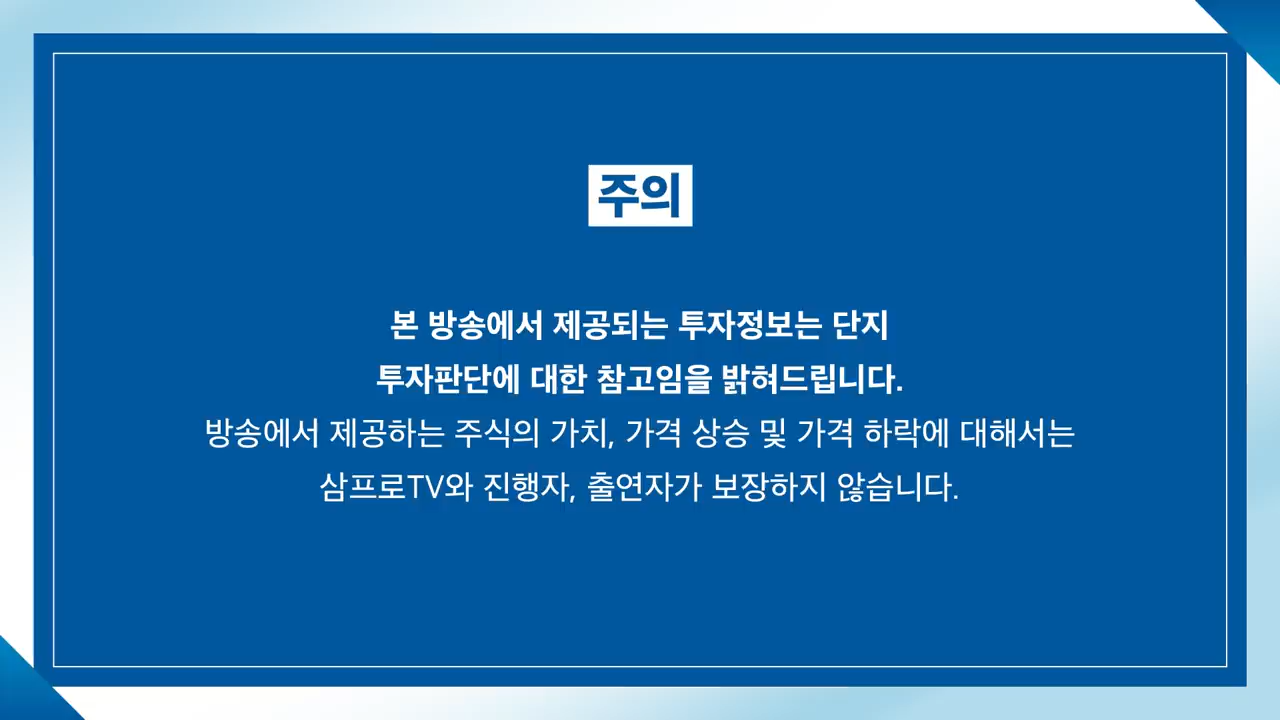 주의
본 방송에서 제공되는 투자정보는 단지
투자판단에 대한 참고임을 밝혀드립니다.
방송에서 제공하는 주식의 가치, 가격 상승 및 가격 하락에 대해서는
삼프로TV와 진행자, 출연자가 보장하지 않습니다.